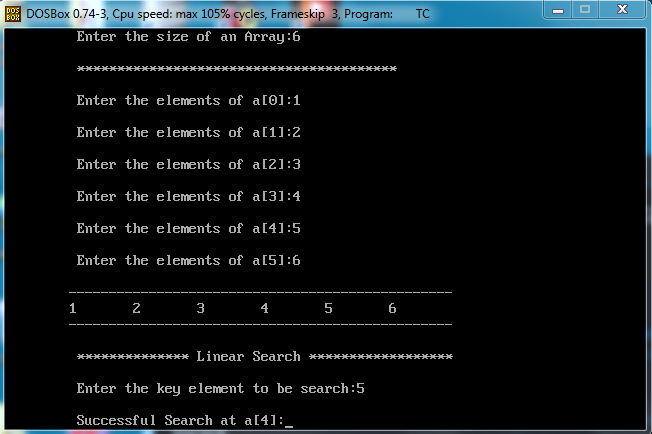 DOS BOX DOSBox 0.74-3, Cpu speed: max 105% cycles, Frameskip 3, Program: TC
Enter the size of an Array:6
****************************************
Enter the elements of a[0]:1
Enter the elements of a[1]:2
Enter the elements of a[2]:3
Enter the elements of a[3]:4
Enter the elements of a[4]:5
Enter the elements of a[5]:6
------------------------------------------------
1 2 3 4 5 6
------------------------------------------------
************** Linear Search ******************
Enter the key element to be search:5
Successful Search at a[4]:_